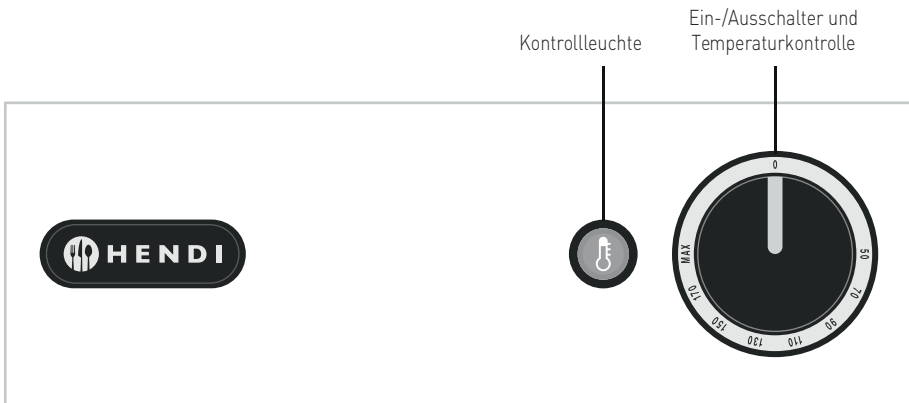 Ein-/Ausschalter und
Temperaturkontrolle
Kontrollleuchte
HENDI
0
50
70
90
110
130
150
170
MAX